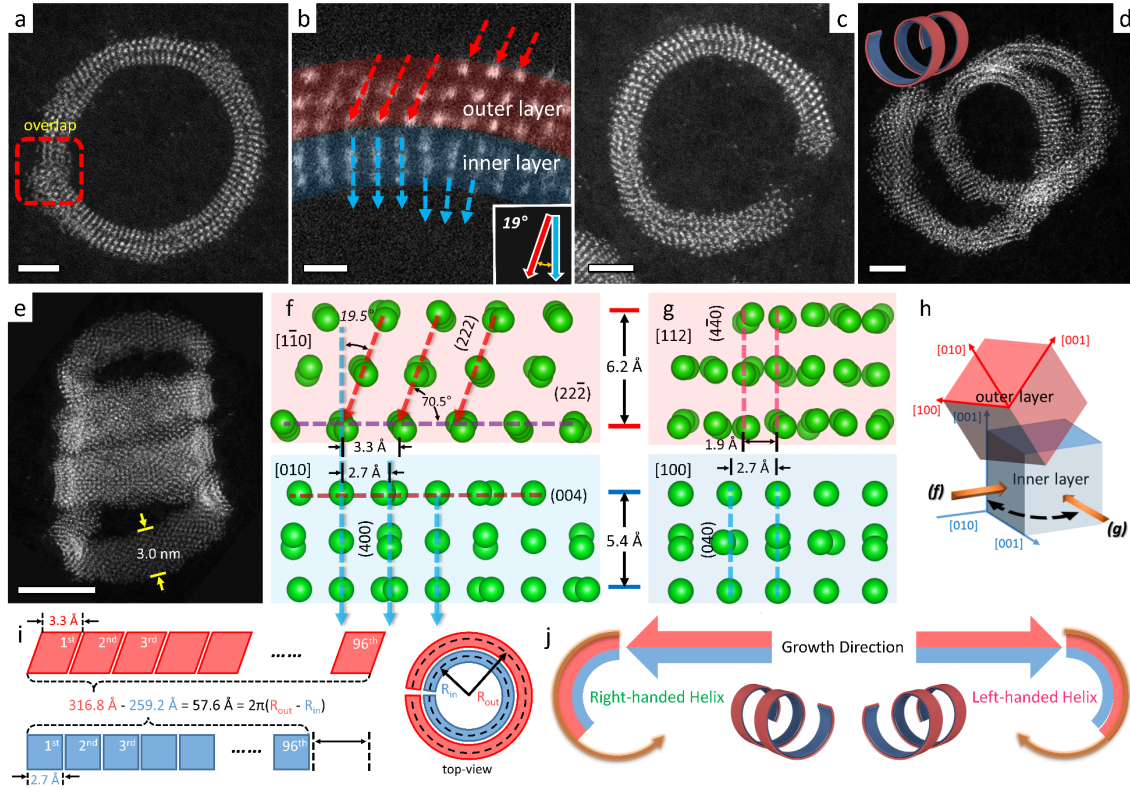 a
overlap
b
outer layer
inner layer
19°
c
d
e
3.0 nm
f
19.5°
[11̄0]
(222)
(222̄)
70.5°
3.3 Å
6.2 Å
g
[112]
(44̄0)
1.9 Å
[010]
2.7 Å
(004)
(400)
5.4 Å
[100]
2.7 Å
(040)
h
[010]
[001]
outer layer
[100]
[001]
Inner layer
(f)
(g)
[010]
[001]
i
3.3 Å
1st 2nd 3rd ...... 96th
316.8 Å - 259.2 Å = 57.6 Å = 2π(Rout - Rin)
1st 2nd 3rd ...... 96th
2.7 Å
Rin
Rout
top-view
j
Growth Direction
Right-handed Helix
Left-handed Helix